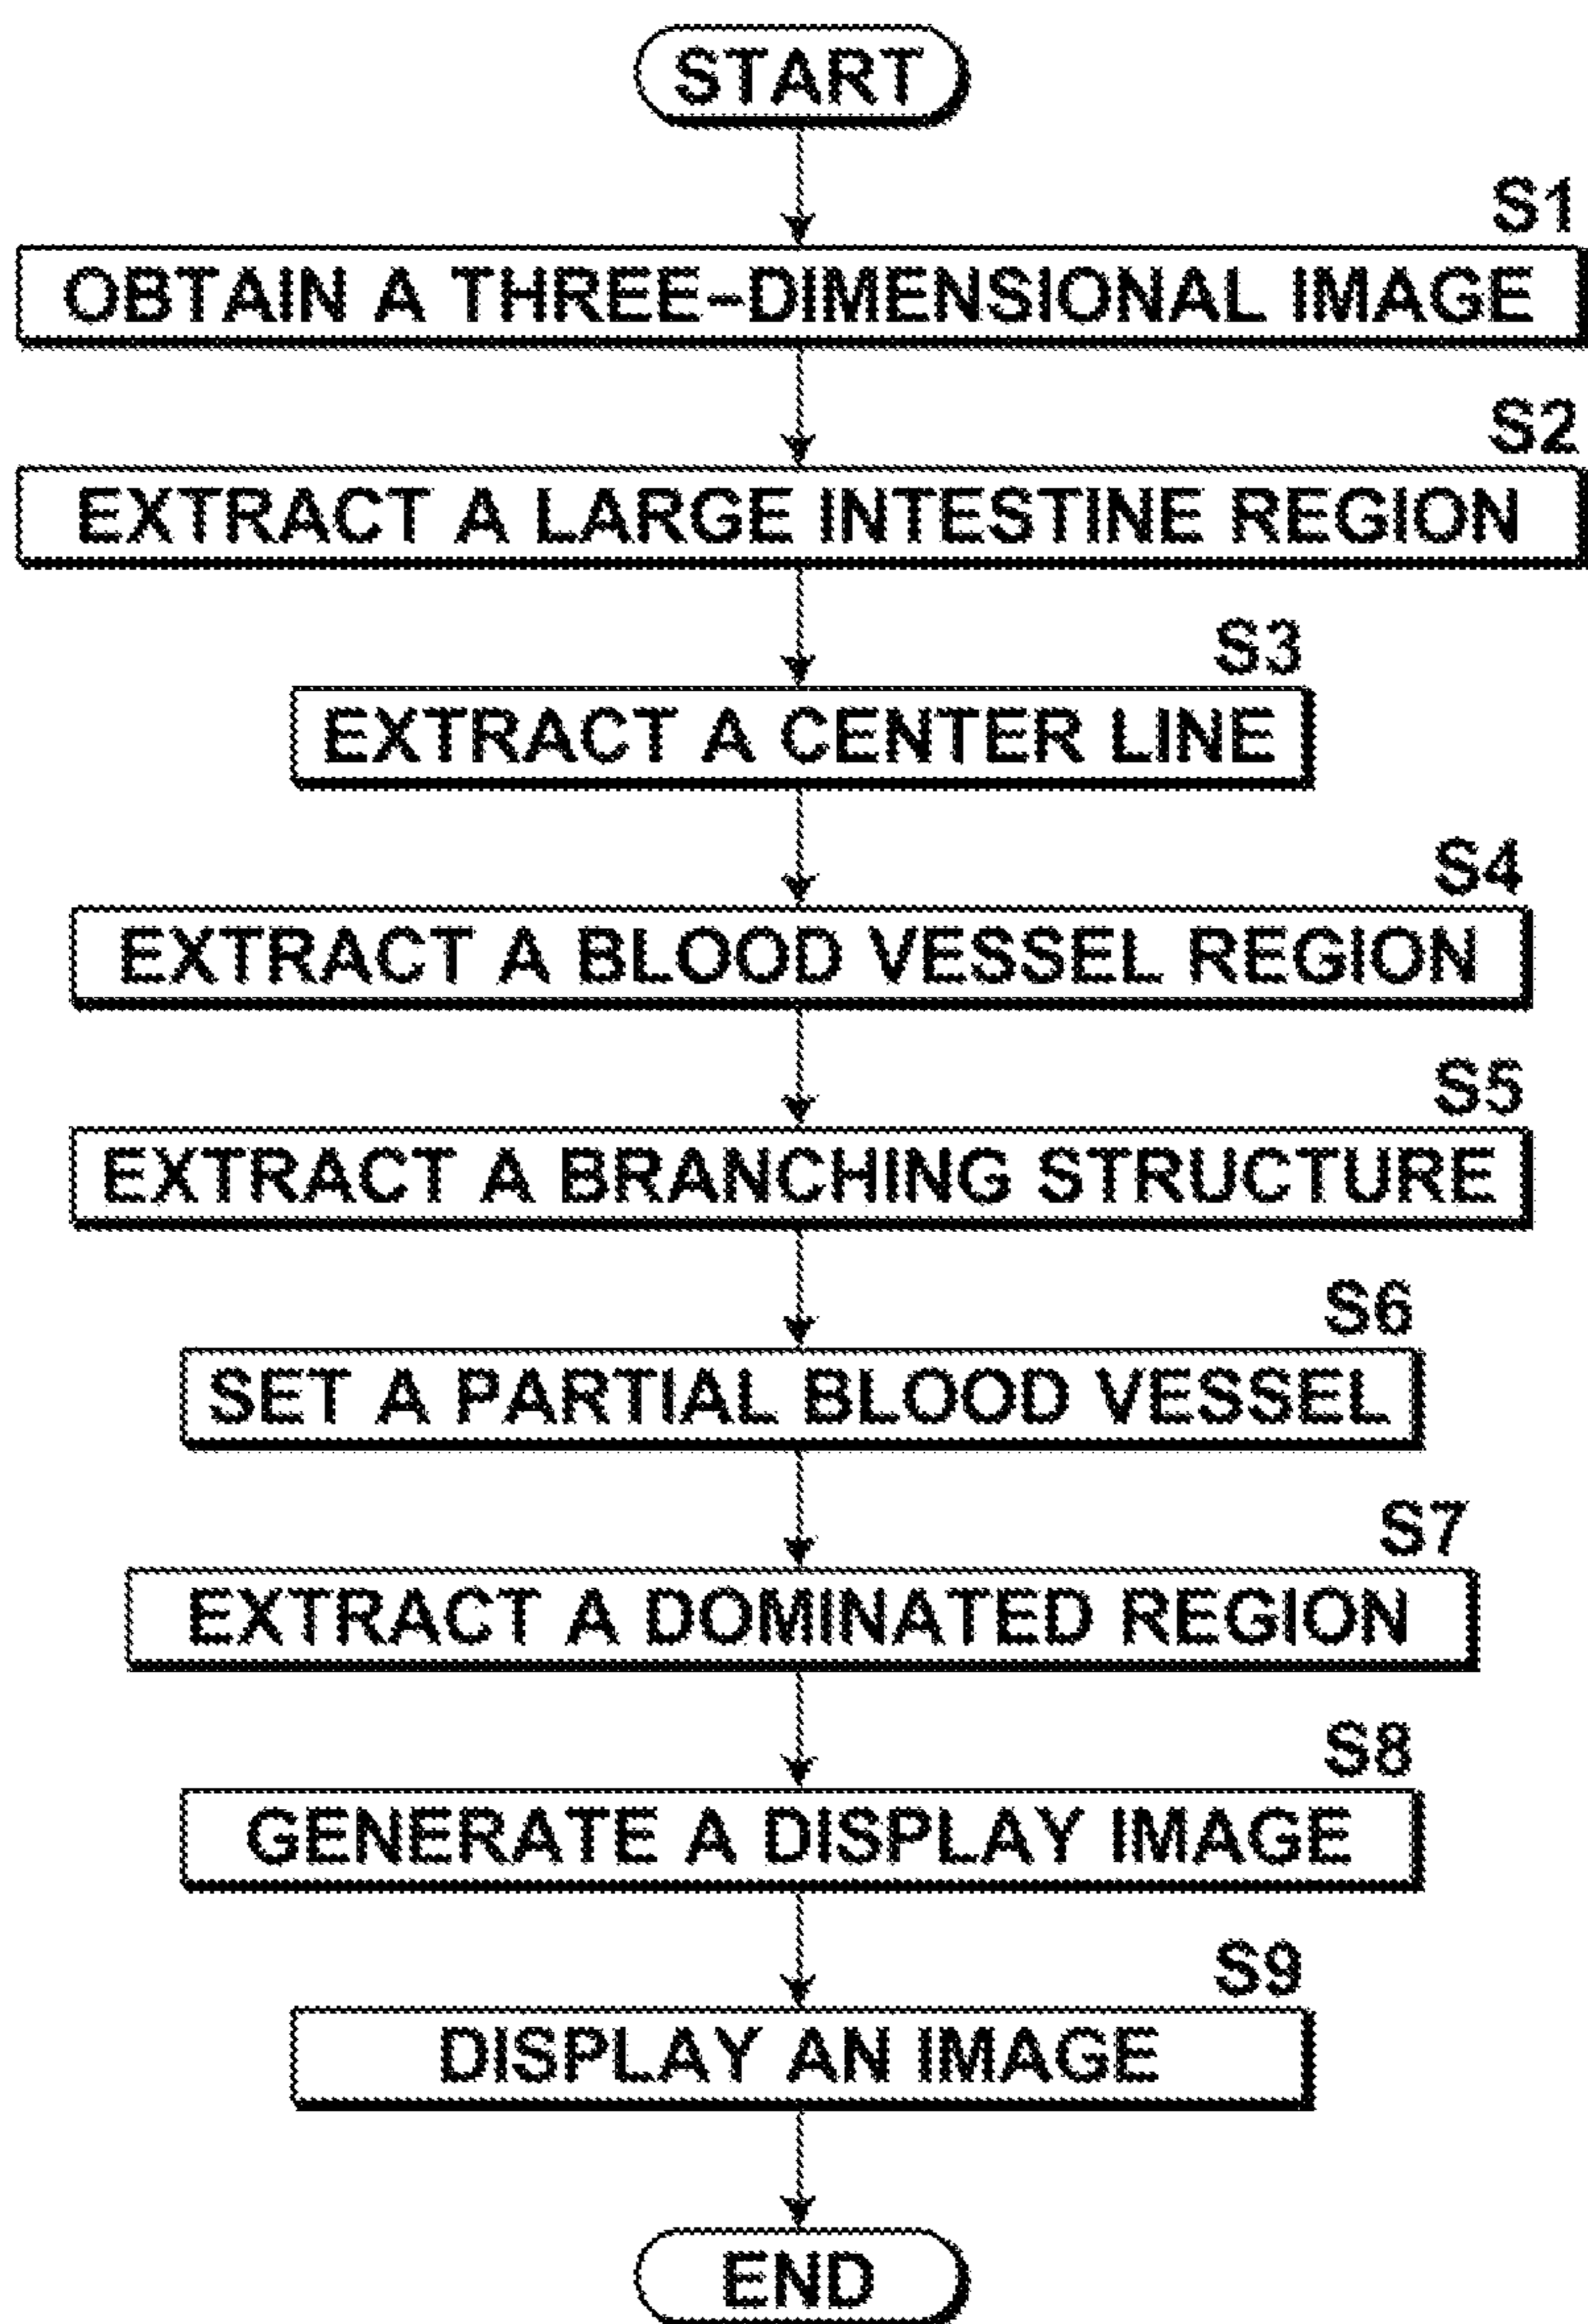 START
S1
OBTAIN A THREE-DIMENSIONAL IMAGE
S2
EXTRACT A LARGE INTESTINE REGION
S3
EXTRACT A CENTER LINE
S4
EXTRACT A BLOOD VESSEL REGION
S5
EXTRACT A BRANCHING STRUCTURE
S6
SET A PARTIAL BLOOD VESSEL
S7
EXTRACT A DOMINATED REGION
S8
GENERATE A DISPLAY IMAGE
S9
DISPLAY AN IMAGE
END